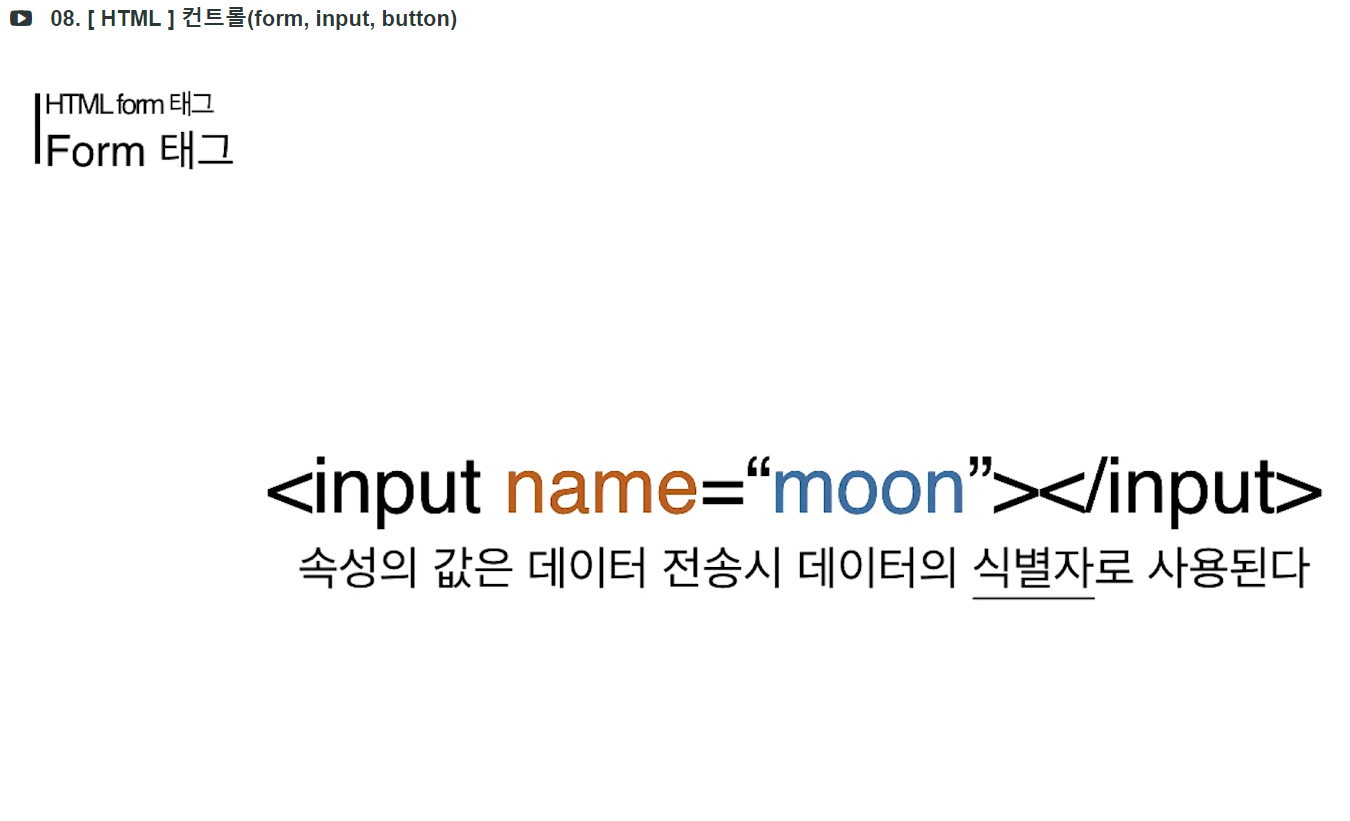 08. [ HTML ] 컨트롤(form, input, button)
HTML form 태그
Form 태그
<input name=“moon”></input>
속성의 값은 데이터 전송시 데이터의 식별자로 사용된다